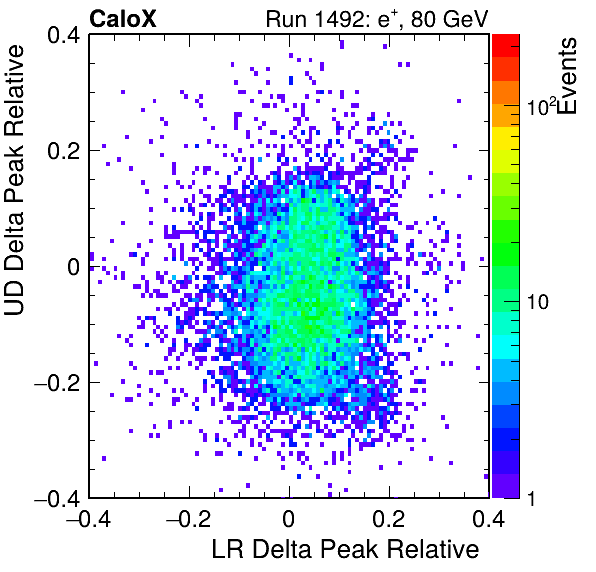 CaloX Run 1492: e⁺, 80 GeV
UD Delta Peak Relative
0.4
0.2
0
−0.2
−0.4
−0.4 −0.2 0 0.2 0.4
LR Delta Peak Relative
Events
10²
10
1